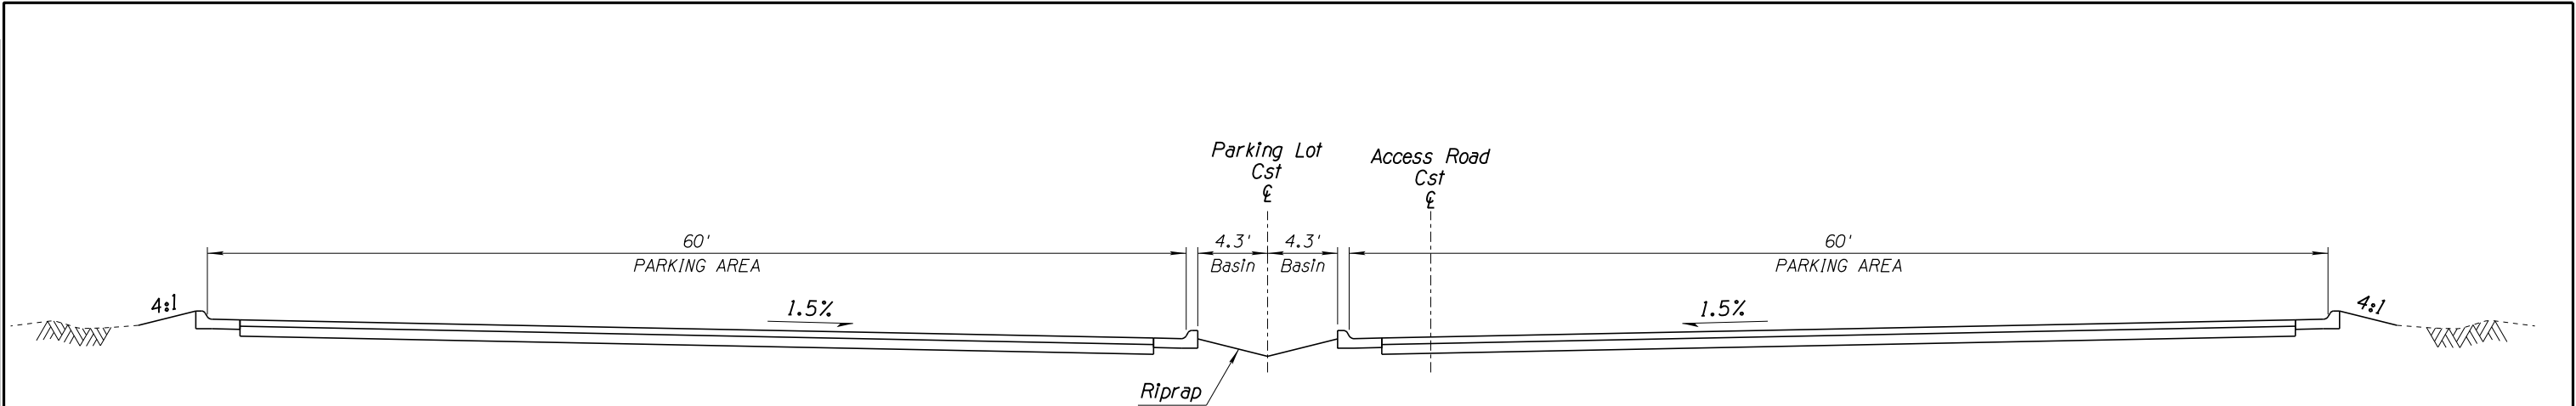 Parking Lot
Cst
℄
Access Road
Cst
℄
60'
PARKING AREA
4.3'
Basin
4.3'
Basin
60'
PARKING AREA
4:1
1.5%
1.5%
4:1
Riprap